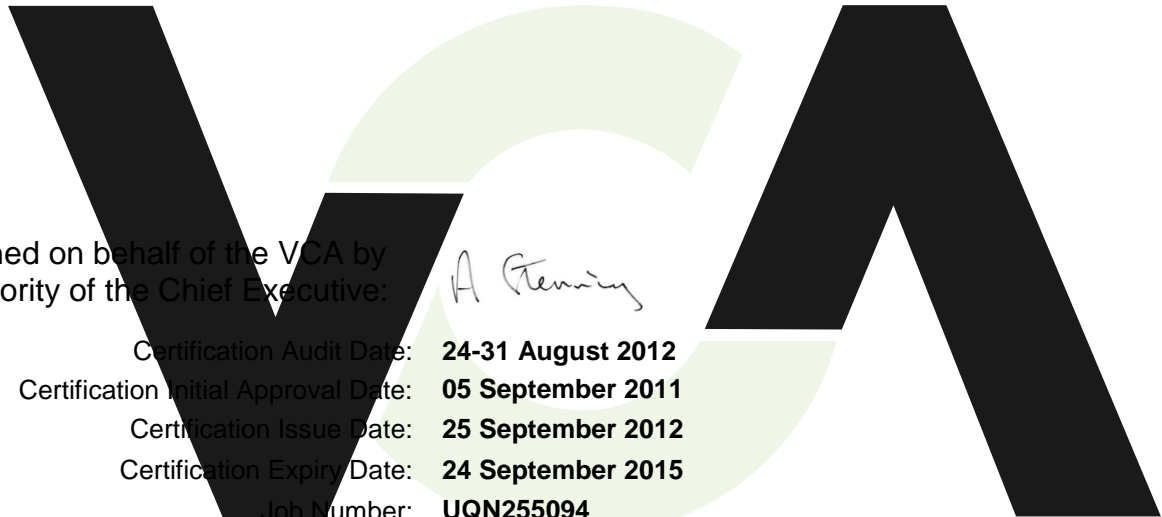 VCA
ned on behalf of the VCA by
ority of the Chief Executive:
A Stenning
Certification Audit Date: 24-31 August 2012
Certification Initial Approval Date: 05 September 2011
Certification Issue Date: 25 September 2012
Certification Expiry Date: 24 September 2015
Job Number: UQN255094